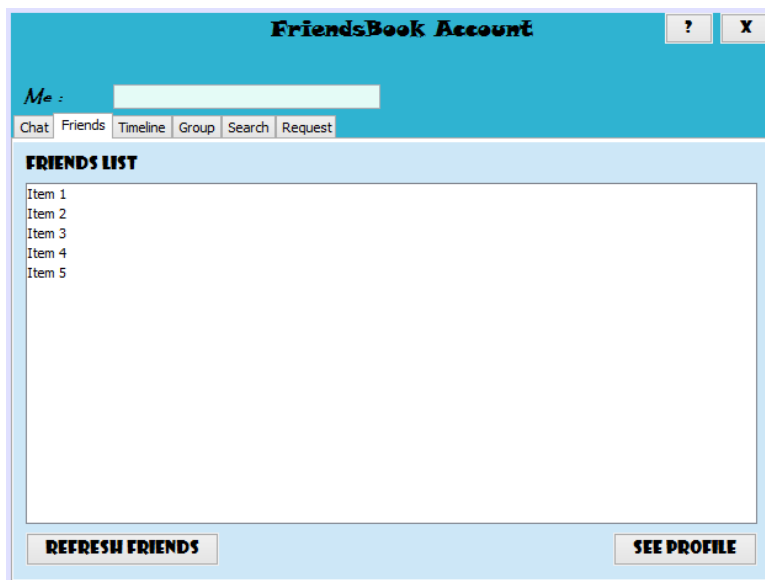 FriendsBook Account ? X
Me :
Chat Friends Timeline Group Search Request
FRIENDS LIST
Item 1
Item 2
Item 3
Item 4
Item 5
REFRESH FRIENDS SEE PROFILE